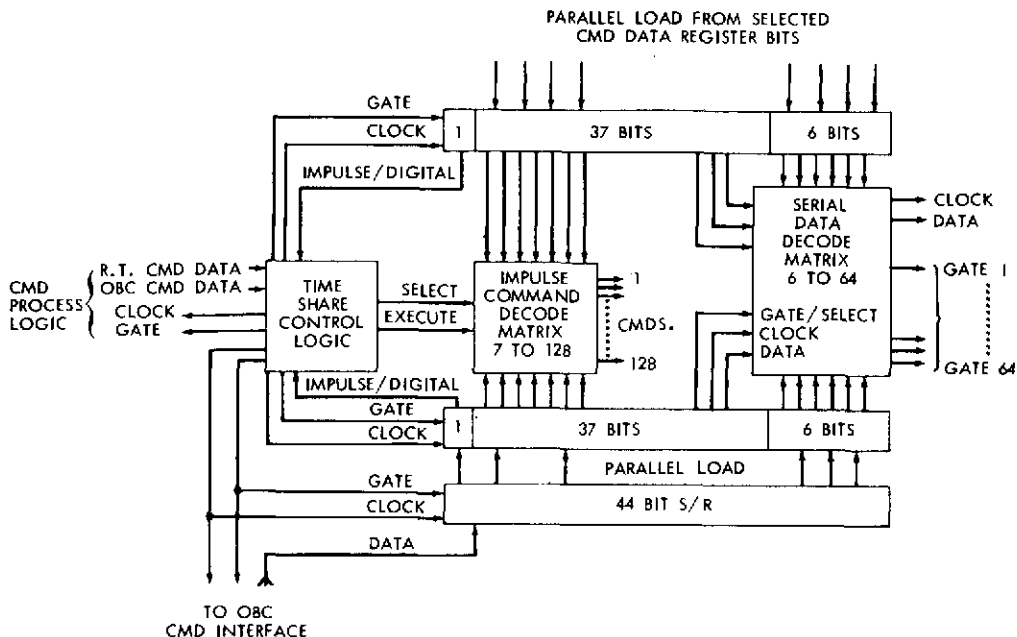 PARALLEL LOAD FROM SELECTED
CMD DATA REGISTER BITS
GATE
CLOCK
1
37 BITS
6 BITS
IMPULSE/DIGITAL
SERIAL
DATA
DECODE
MATRIX
6 TO 64
CLOCK
DATA
GATE 1
GATE 64
CMD
PROCESS
LOGIC
R.T. CMD DATA
OBC CMD DATA
CLOCK
GATE
TIME
SHARE
CONTROL
LOGIC
SELECT
EXECUTE
IMPULSE
COMMAND
DECODE
MATRIX
7 TO 128
1
CMDS.
128
GATE/SELECT
CLOCK
DATA
IMPULSE/DIGITAL
GATE
CLOCK
1
37 BITS
6 BITS
PARALLEL LOAD
GATE
CLOCK
44 BIT S/R
DATA
TO OBC
CMD INTERFACE